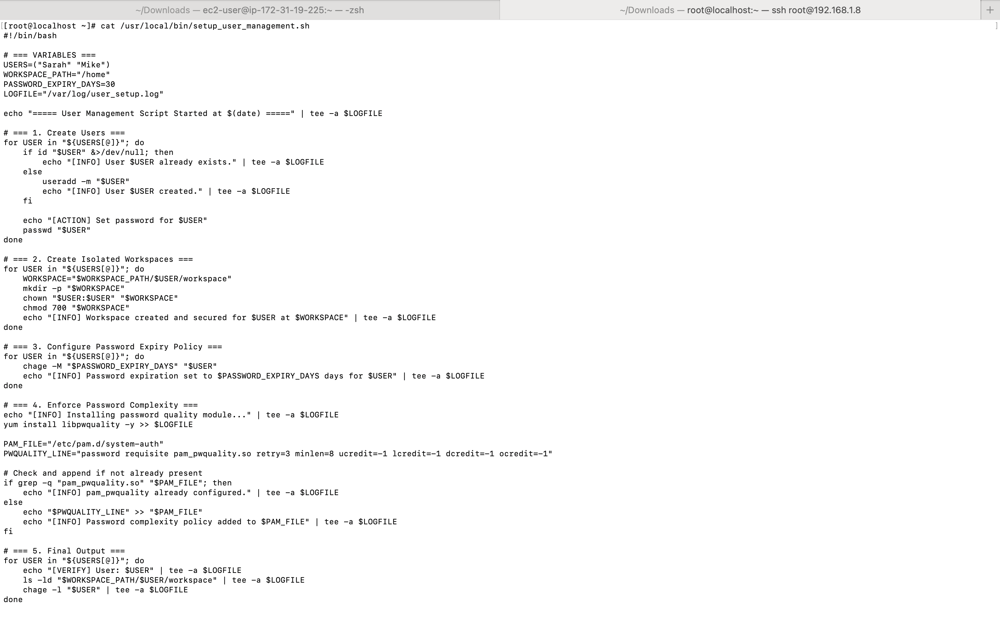 ~/Downloads — ec2-user@ip-172-31-19-225:~ — -zsh
~/Downloads — root@localhost:~ — ssh root@192.168.1.8
+
[[root@localhost ~]# cat /usr/local/bin/setup_user_management.sh ]
#!/bin/bash

# === VARIABLES ===
USERS=("Sarah" "Mike")
WORKSPACE_PATH="/home"
PASSWORD_EXPIRY_DAYS=30
LOGFILE="/var/log/user_setup.log"

echo "===== User Management Script Started at $(date) =====" | tee -a $LOGFILE

# === 1. Create Users ===
for USER in "${USERS[@]}"; do
    if id "$USER" &>/dev/null; then
        echo "[INFO] User $USER already exists." | tee -a $LOGFILE
    else
        useradd -m "$USER"
        echo "[INFO] User $USER created." | tee -a $LOGFILE
    fi

    echo "[ACTION] Set password for $USER"
    passwd "$USER"
done

# === 2. Create Isolated Workspaces ===
for USER in "${USERS[@]}"; do
    WORKSPACE="$WORKSPACE_PATH/$USER/workspace"
    mkdir -p "$WORKSPACE"
    chown "$USER:$USER" "$WORKSPACE"
    chmod 700 "$WORKSPACE"
    echo "[INFO] Workspace created and secured for $USER at $WORKSPACE" | tee -a $LOGFILE
done

# === 3. Configure Password Expiry Policy ===
for USER in "${USERS[@]}"; do
    chage -M "$PASSWORD_EXPIRY_DAYS" "$USER"
    echo "[INFO] Password expiration set to $PASSWORD_EXPIRY_DAYS days for $USER" | tee -a $LOGFILE
done

# === 4. Enforce Password Complexity ===
echo "[INFO] Installing password quality module..." | tee -a $LOGFILE
yum install libpwquality -y >> $LOGFILE

PAM_FILE="/etc/pam.d/system-auth"
PWQUALITY_LINE="password requisite pam_pwquality.so retry=3 minlen=8 ucredit=-1 lcredit=-1 dcredit=-1 ocredit=-1"

# Check and append if not already present
if grep -q "pam_pwquality.so" "$PAM_FILE"; then
    echo "[INFO] pam_pwquality already configured." | tee -a $LOGFILE
else
    echo "$PWQUALITY_LINE" >> "$PAM_FILE"
    echo "[INFO] Password complexity policy added to $PAM_FILE" | tee -a $LOGFILE
fi

# === 5. Final Output ===
for USER in "${USERS[@]}"; do
    echo "[VERIFY] User: $USER" | tee -a $LOGFILE
    ls -ld "$WORKSPACE_PATH/$USER/workspace" | tee -a $LOGFILE
    chage -l "$USER" | tee -a $LOGFILE
done